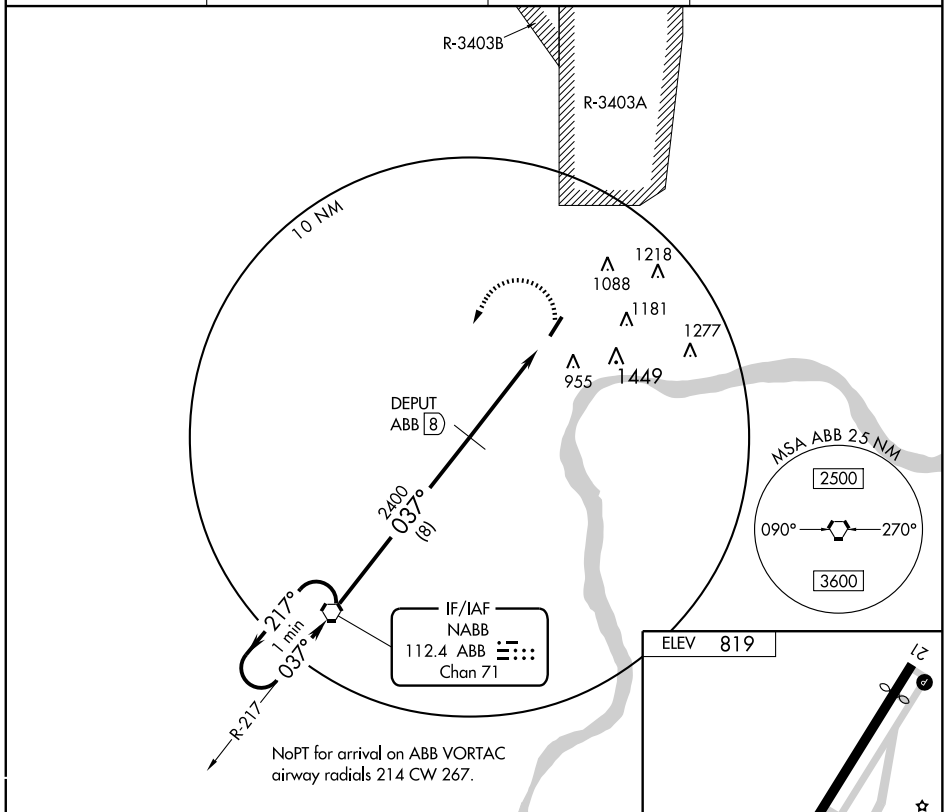 R-3403B
R-3403A
10 NM
1218
1088
1181
1277
955
1449
DEPUT
ABB 8
MSA ABB 25 NM
2500
090°
270°
3600
2400
037°
(8)
217°
1 min
037°
R-217
IF/IAF
NABB
112.4 ABB
Chan 71
NoPT for arrival on ABB VORTAC
airway radials 214 CW 267.
ELEV 819
21
P